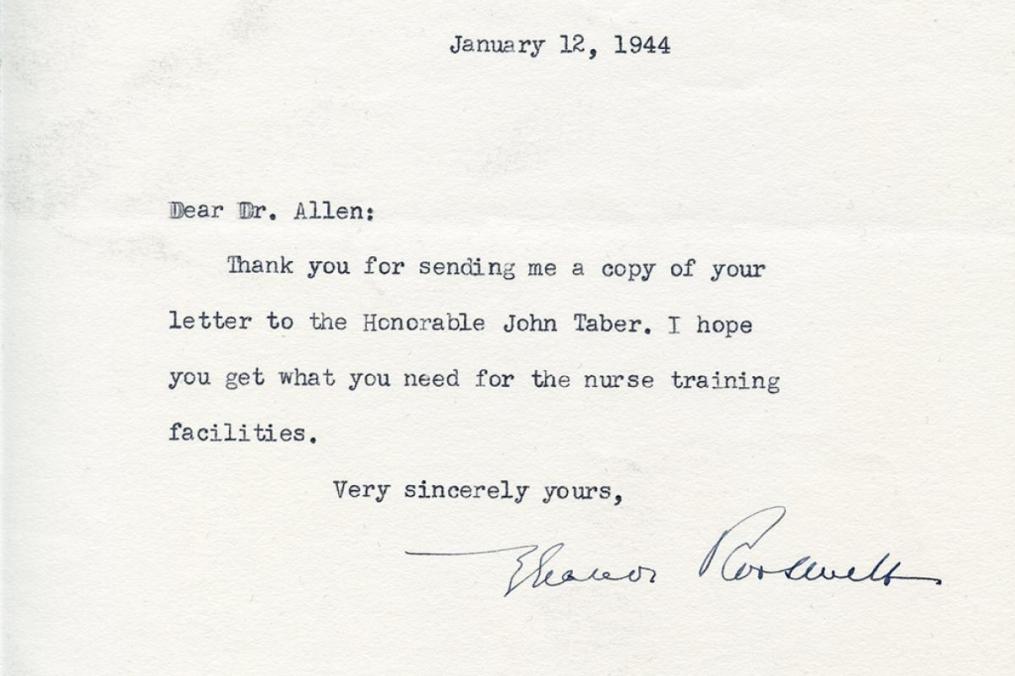 January 12, 1944
Dear Dr. Allen:
Thank you for sending me a copy of your
letter to the Honorable John Taber. I hope
you get what you need for the nurse training
facilities.
Very sincerely yours,
Eleanor Roosevelt